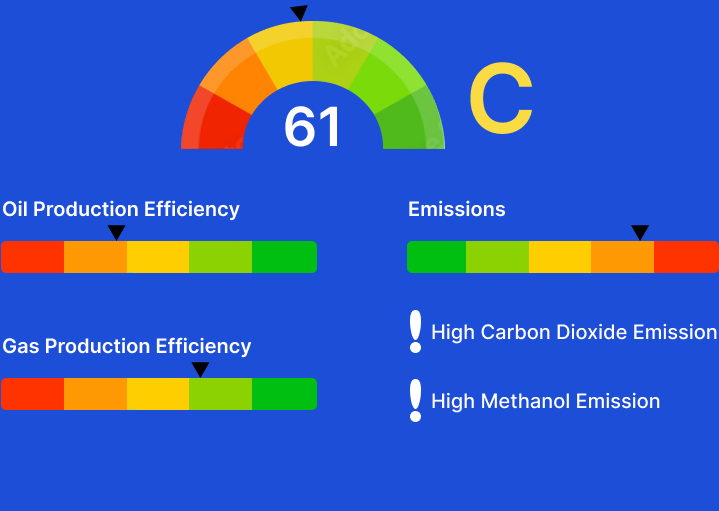 61
C
Oil Production Efficiency
Emissions
High Carbon Dioxide Emission
Gas Production Efficiency
High Methanol Emission